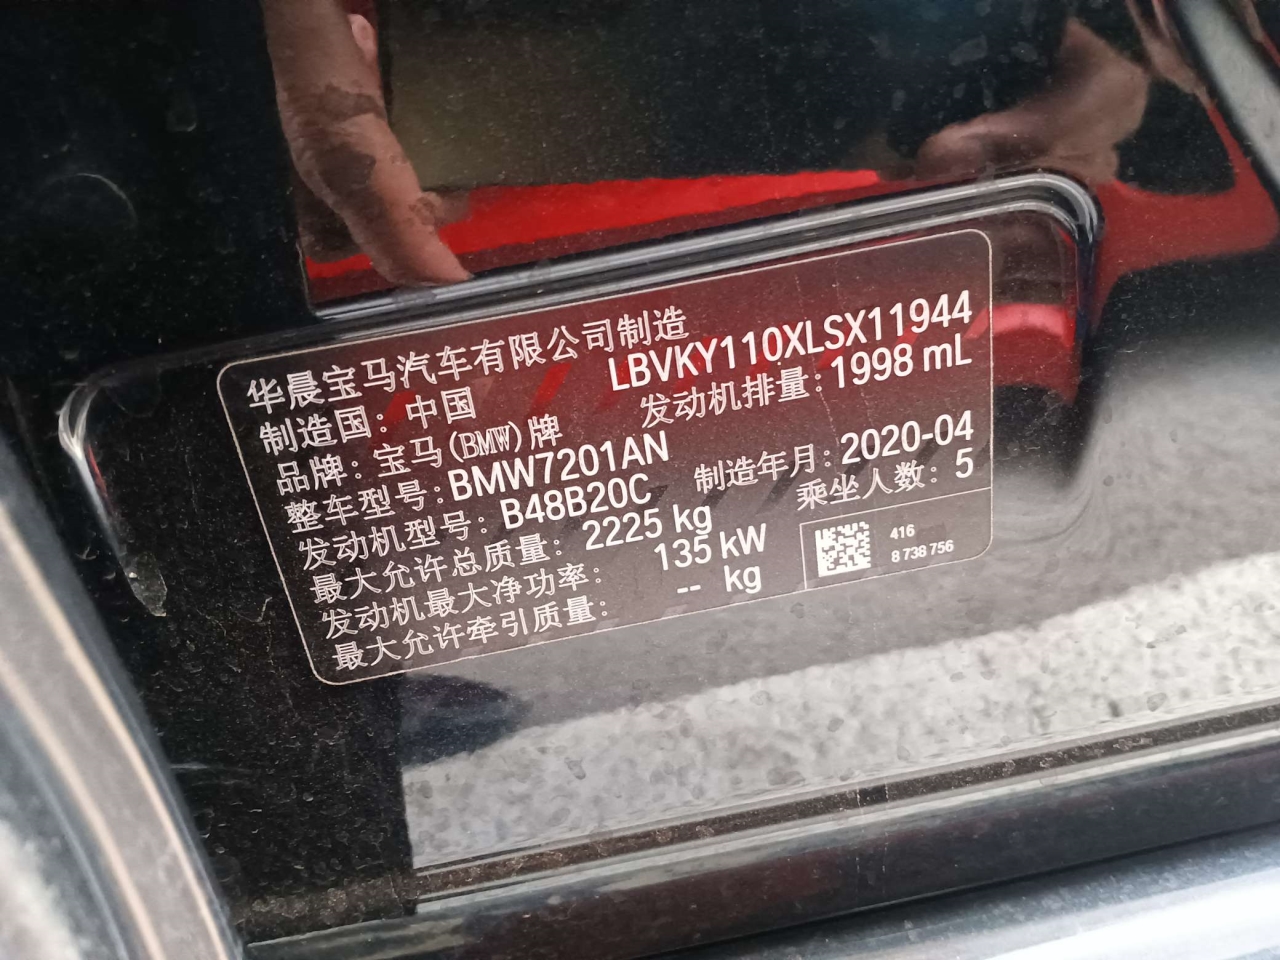 华晨宝马汽车有限公司制造
LBVKY110XLSX11944
制造国：中国
发动机排量：1998 mL
品牌：宝马(BMW)牌
整车型号：BMW7201AN
制造年月：2020-04
发动机型号：B48B20C
乘坐人数：5
最大允许总质量：2225 kg
发动机最大净功率：135 kW
最大允许牵引质量：-- kg
416
8 738 756